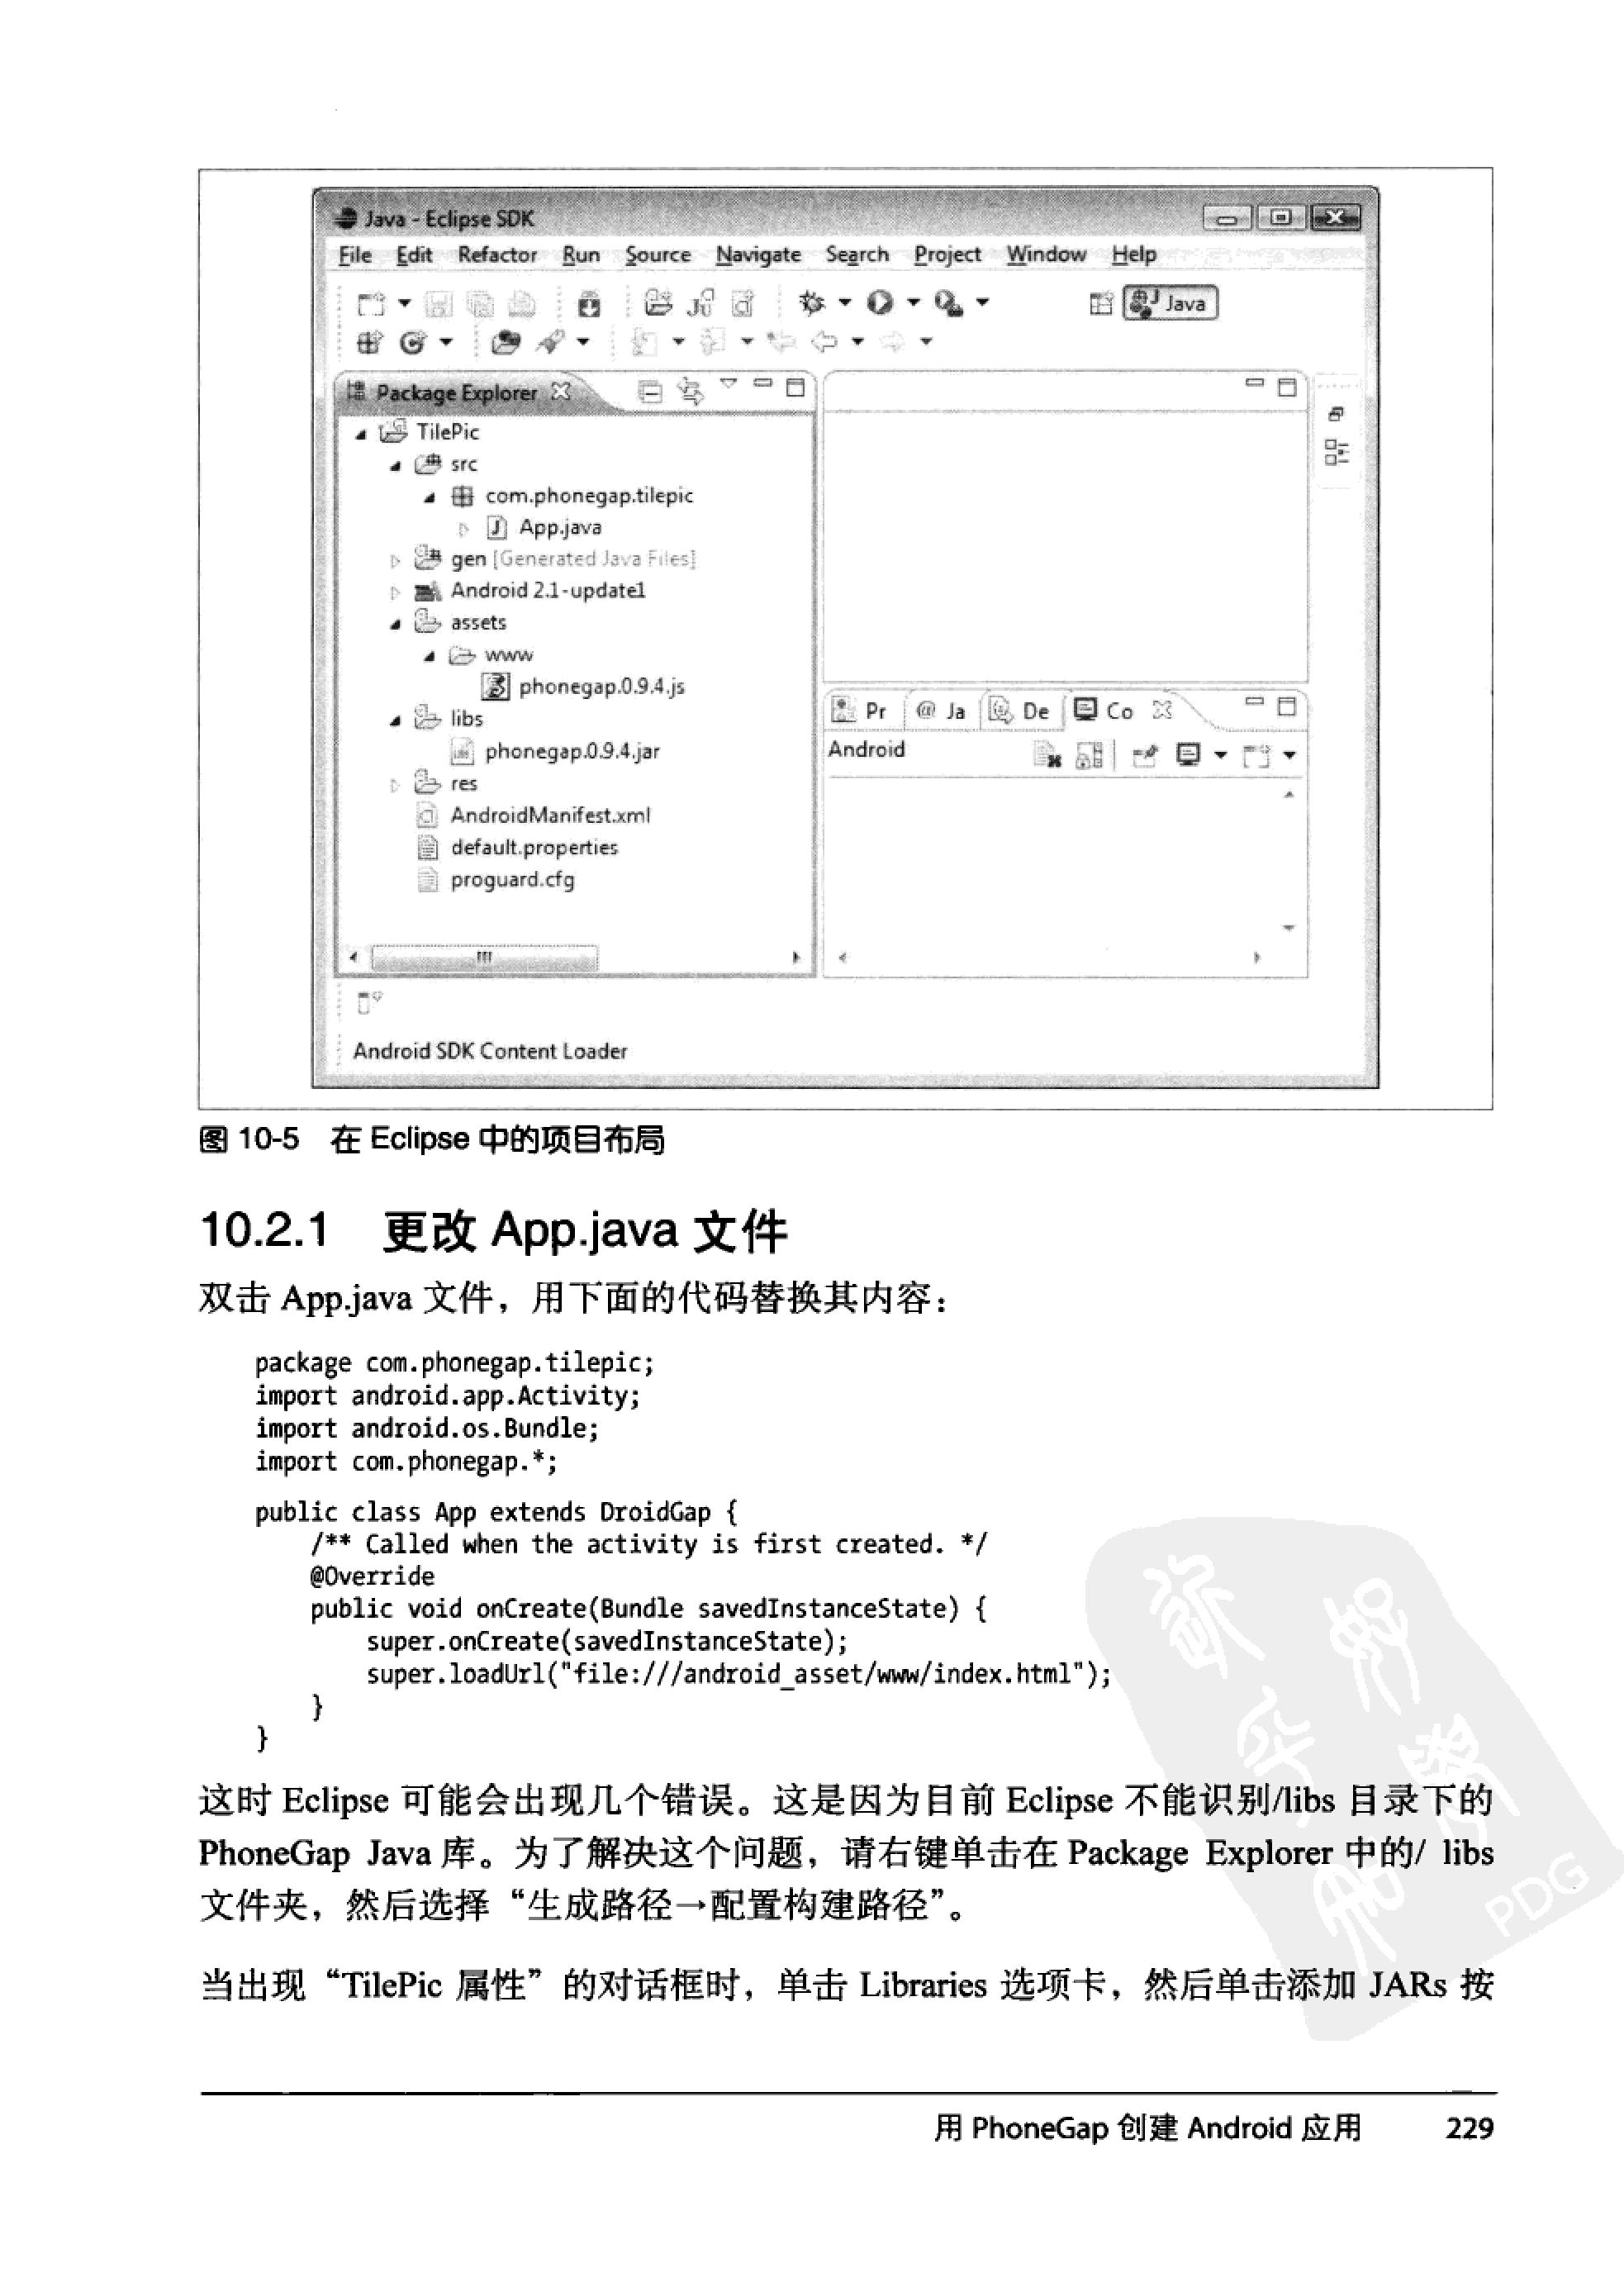 Java - Eclipse SDK
File Edit Refactor Run Source Navigate Search Project Window Help
Java
Package Explorer
TilePic
src
com.phonegap.tilepic
App.java
gen [Generated Java Files]
Android 2.1-update1
assets
www
phonegap.0.9.4.js
libs
phonegap.0.9.4.jar
res
AndroidManifest.xml
default.properties
proguard.cfg
Pr @ Ja De Co
Android
Android SDK Content Loader
图 10-5 在 Eclipse 中的项目布局
10.2.1 更改 App.java 文件
双击 App.java 文件，用下面的代码替换其内容：
package com.phonegap.tilepic;
import android.app.Activity;
import android.os.Bundle;
import com.phonegap.*;
public class App extends DroidGap {
/** Called when the activity is first created. */
@Override
public void onCreate(Bundle savedInstanceState) {
super.onCreate(savedInstanceState);
super.loadUrl("file:///android_asset/www/index.html");
}
}
这时 Eclipse 可能会出现几个错误。这是因为目前 Eclipse 不能识别/libs 目录下的
PhoneGap Java 库。为了解决这个问题，请右键单击在 Package Explorer 中的/ libs
文件夹，然后选择“生成路径→配置构建路径”。
当出现“TilePic 属性”的对话框时，单击 Libraries 选项卡，然后单击添加 JARs 按
PDG
用 PhoneGap 创建 Android 应用 229